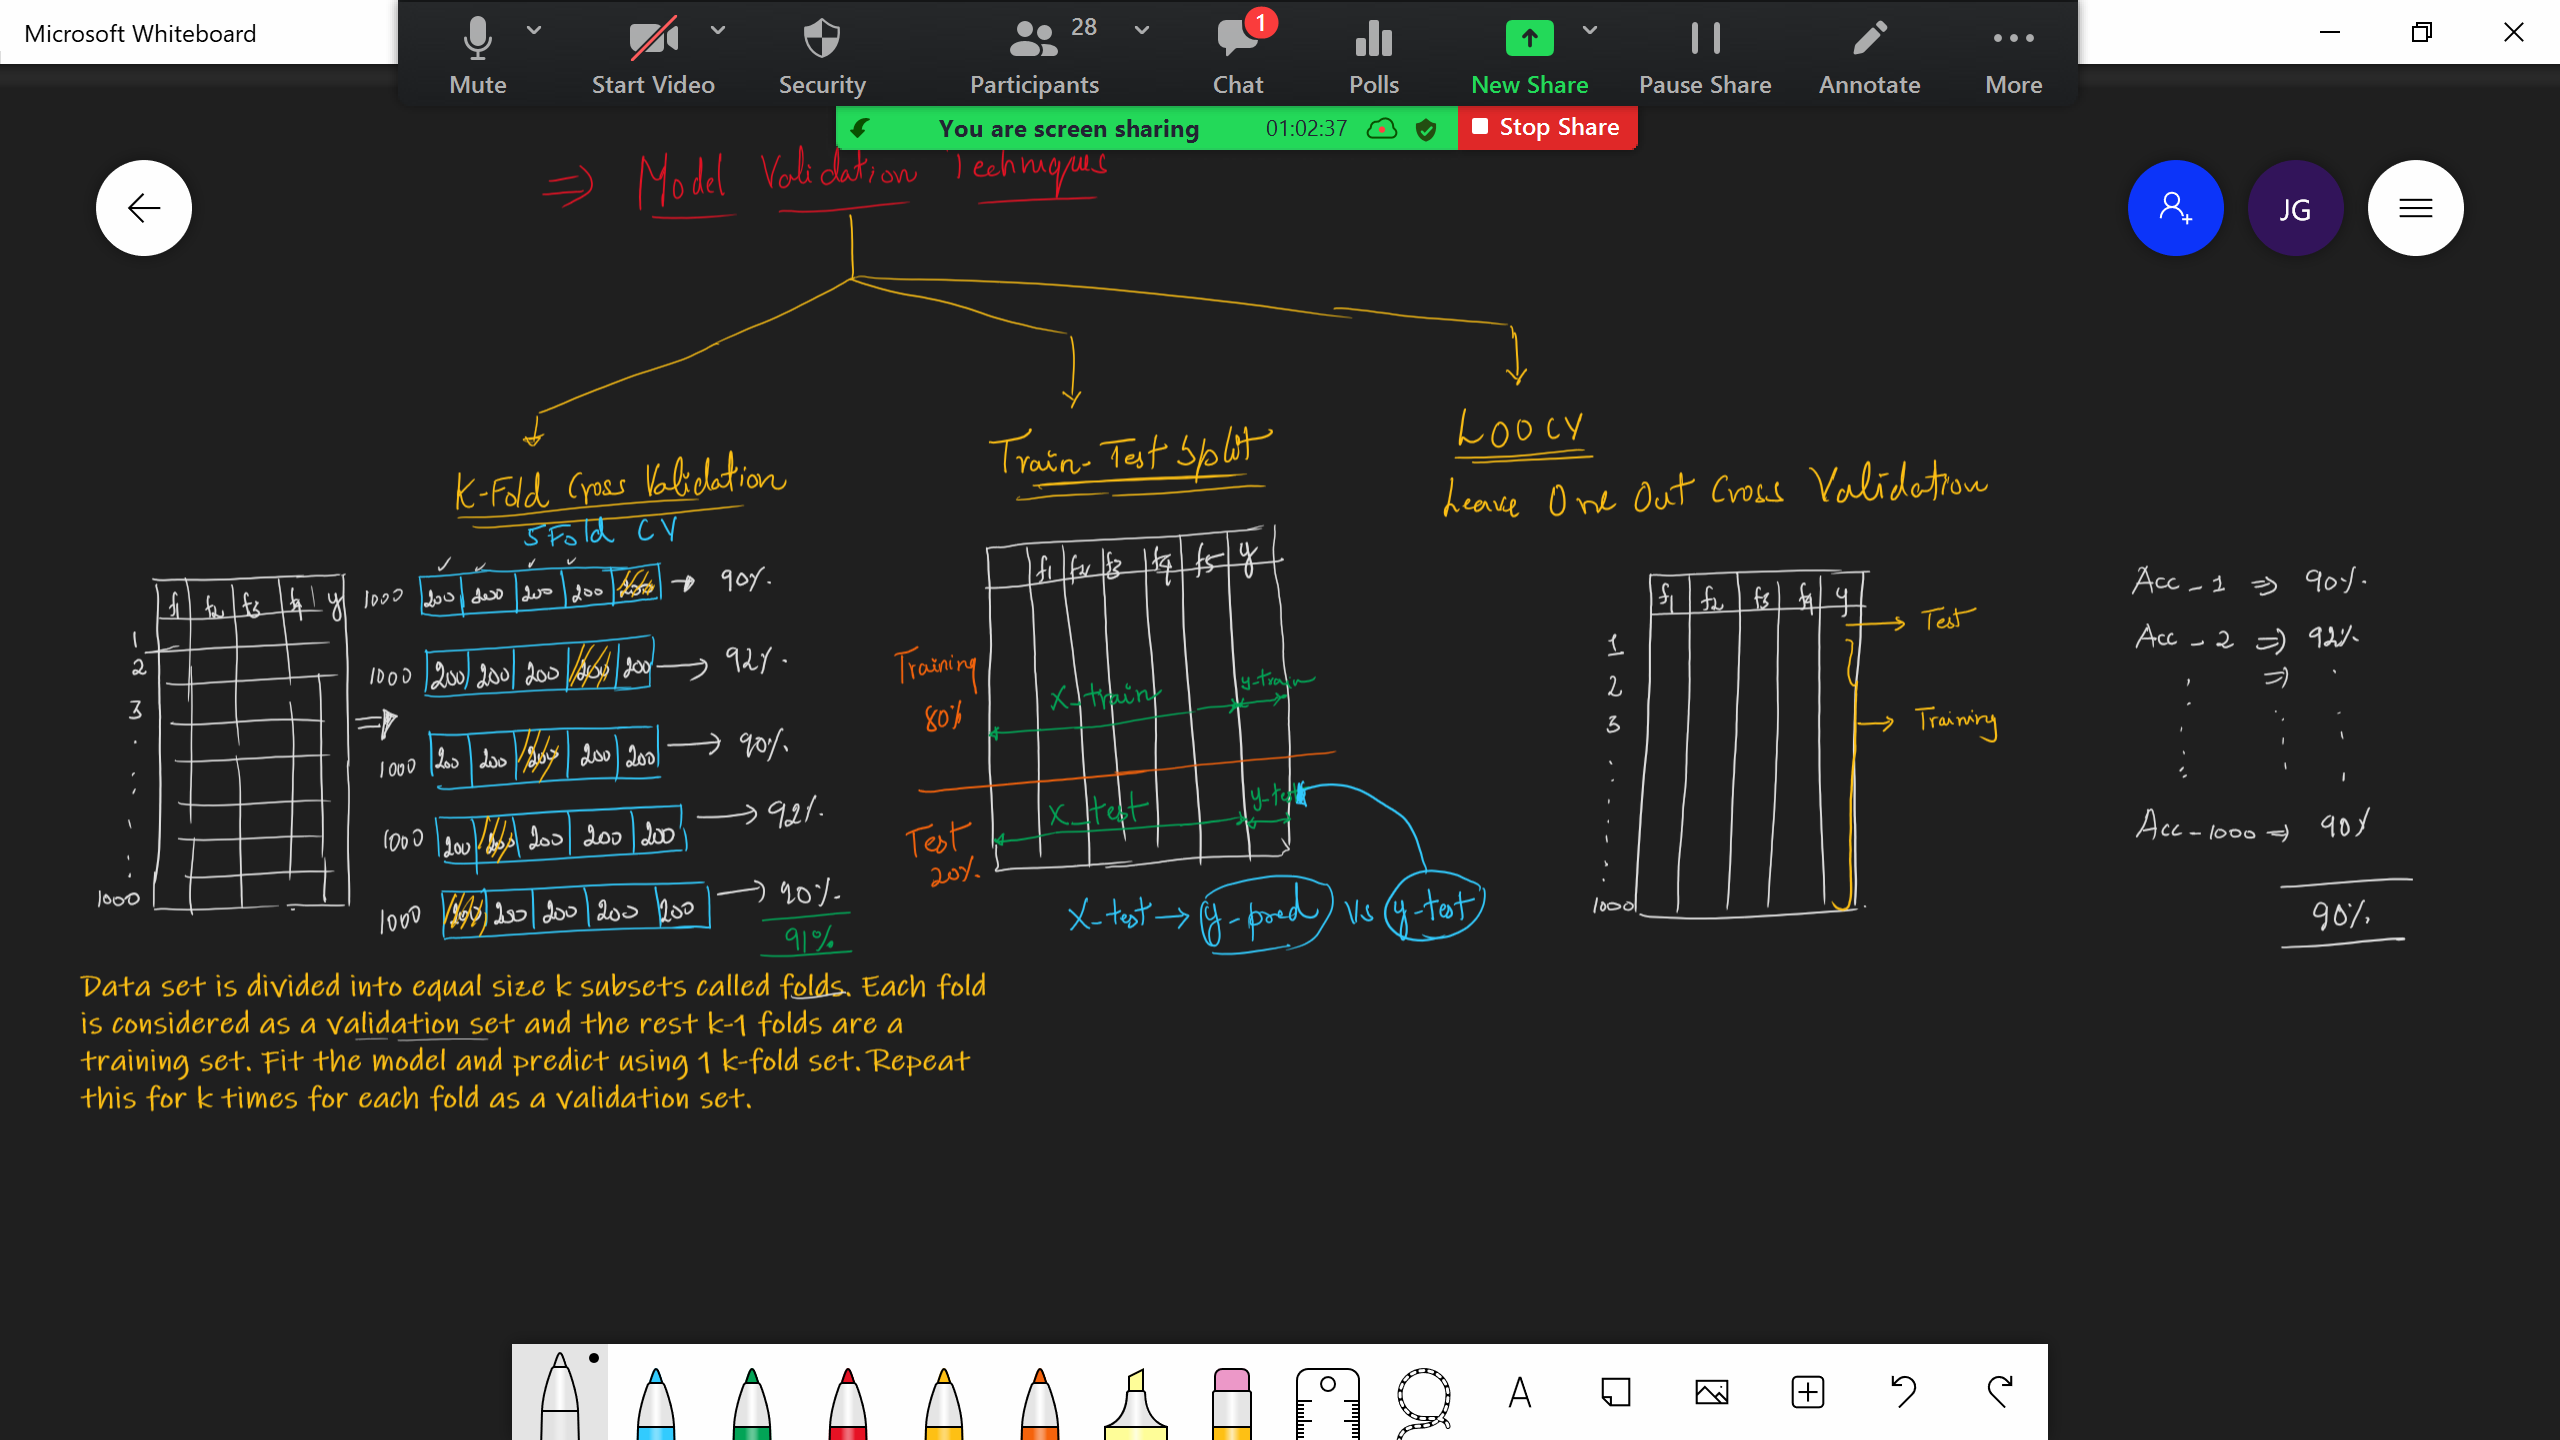 Microsoft Whiteboard
Mute
Start Video
Security
Participants 28
Chat 1
Polls
New Share
Pause Share
Annotate
More
You are screen sharing 01:02:37 Stop Share
JG
⇒ Model Validation Techniques
K-Fold Cross Validation
5 Fold CV
f1 f2 f3 f4 y
1
2
3
1000
1000 200 200 200 200 200 → 90%.
1000 200 200 200 200 200 → 92%.
1000 200 200 200 200 200 → 90%.
1000 200 200 200 200 200 → 92%.
1000 200 200 200 200 200 → 90%.
91%
Data set is divided into equal size k subsets called folds. Each fold
is considered as a validation set and the rest k-1 folds are a
training set. Fit the model and predict using 1 k-fold set. Repeat
this for k times for each fold as a validation set.
Train-Test Split
f1 f2 f3 f4 f5 y
Training
80%
X_train y-train
Test
20%.
X_test y-test
X_test → y-pred Vs y-test
LOOCV
Leave One Out Cross Validation
f1 f2 f3 f4 y
1
2
3
1000
→ Test
→ Training
Acc-1 ⇒ 90%.
Acc-2 ⇒ 92%
⇒
Acc-1000 ⇒ 90%
90%.